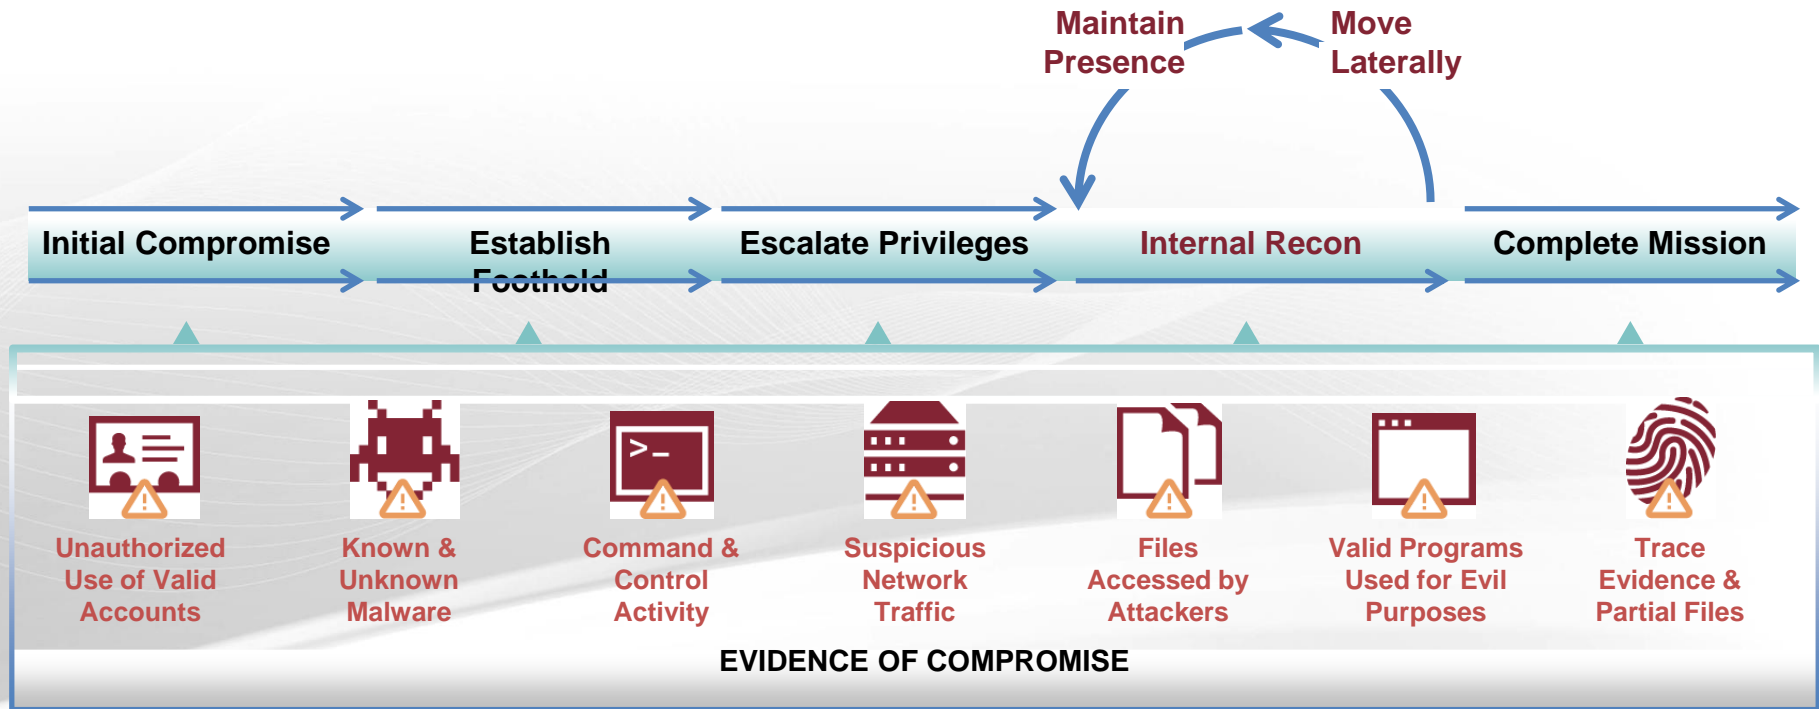 Maintain
Presence
Move
Laterally
Initial Compromise
Establish
Foothold
Escalate Privileges
Internal Recon
Complete Mission
>_
Unauthorized
Use of Valid
Accounts
Known &
Unknown
Malware
Command &
Control
Activity
Suspicious
Network
Traffic
Files
Accessed by
Attackers
Valid Programs
Used for Evil
Purposes
Trace
Evidence &
Partial Files
EVIDENCE OF COMPROMISE